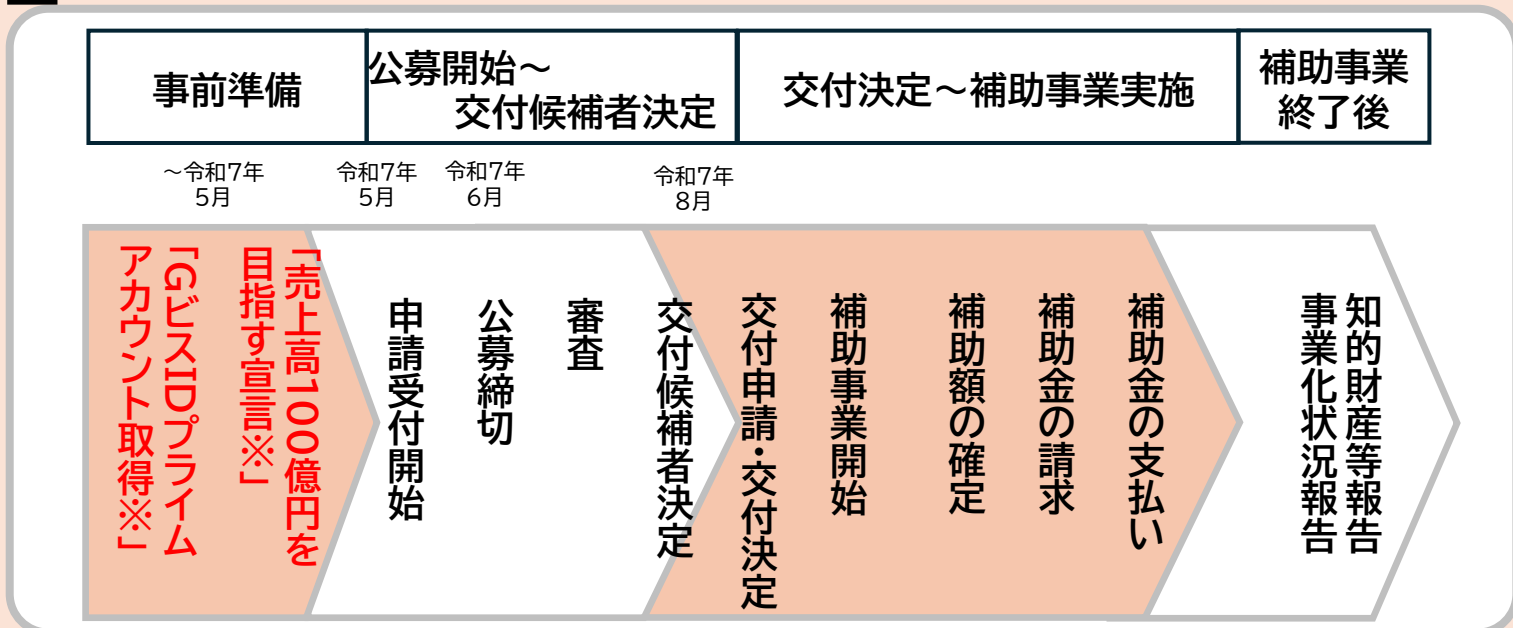 事前準備
公募開始～
交付候補者決定
交付決定～補助事業実施
補助事業
終了後
～令和7年
5月
令和7年
5月
令和7年
6月
令和7年
8月
「GビズIDプライム
アカウント取得※」
「売上高100億円を
目指す宣言※」
申請受付開始
公募締切
審査
交付候補者決定
交付申請・交付決定
補助事業開始
補助額の確定
補助金の請求
補助金の支払い
知的財産等報告
事業化状況報告